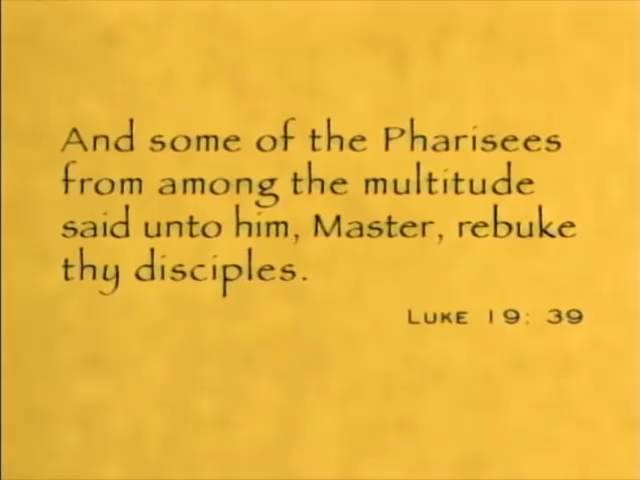 And some of the Pharisees
from among the multitude
said unto him, Master, rebuke
thy disciples.
Luke 19: 39